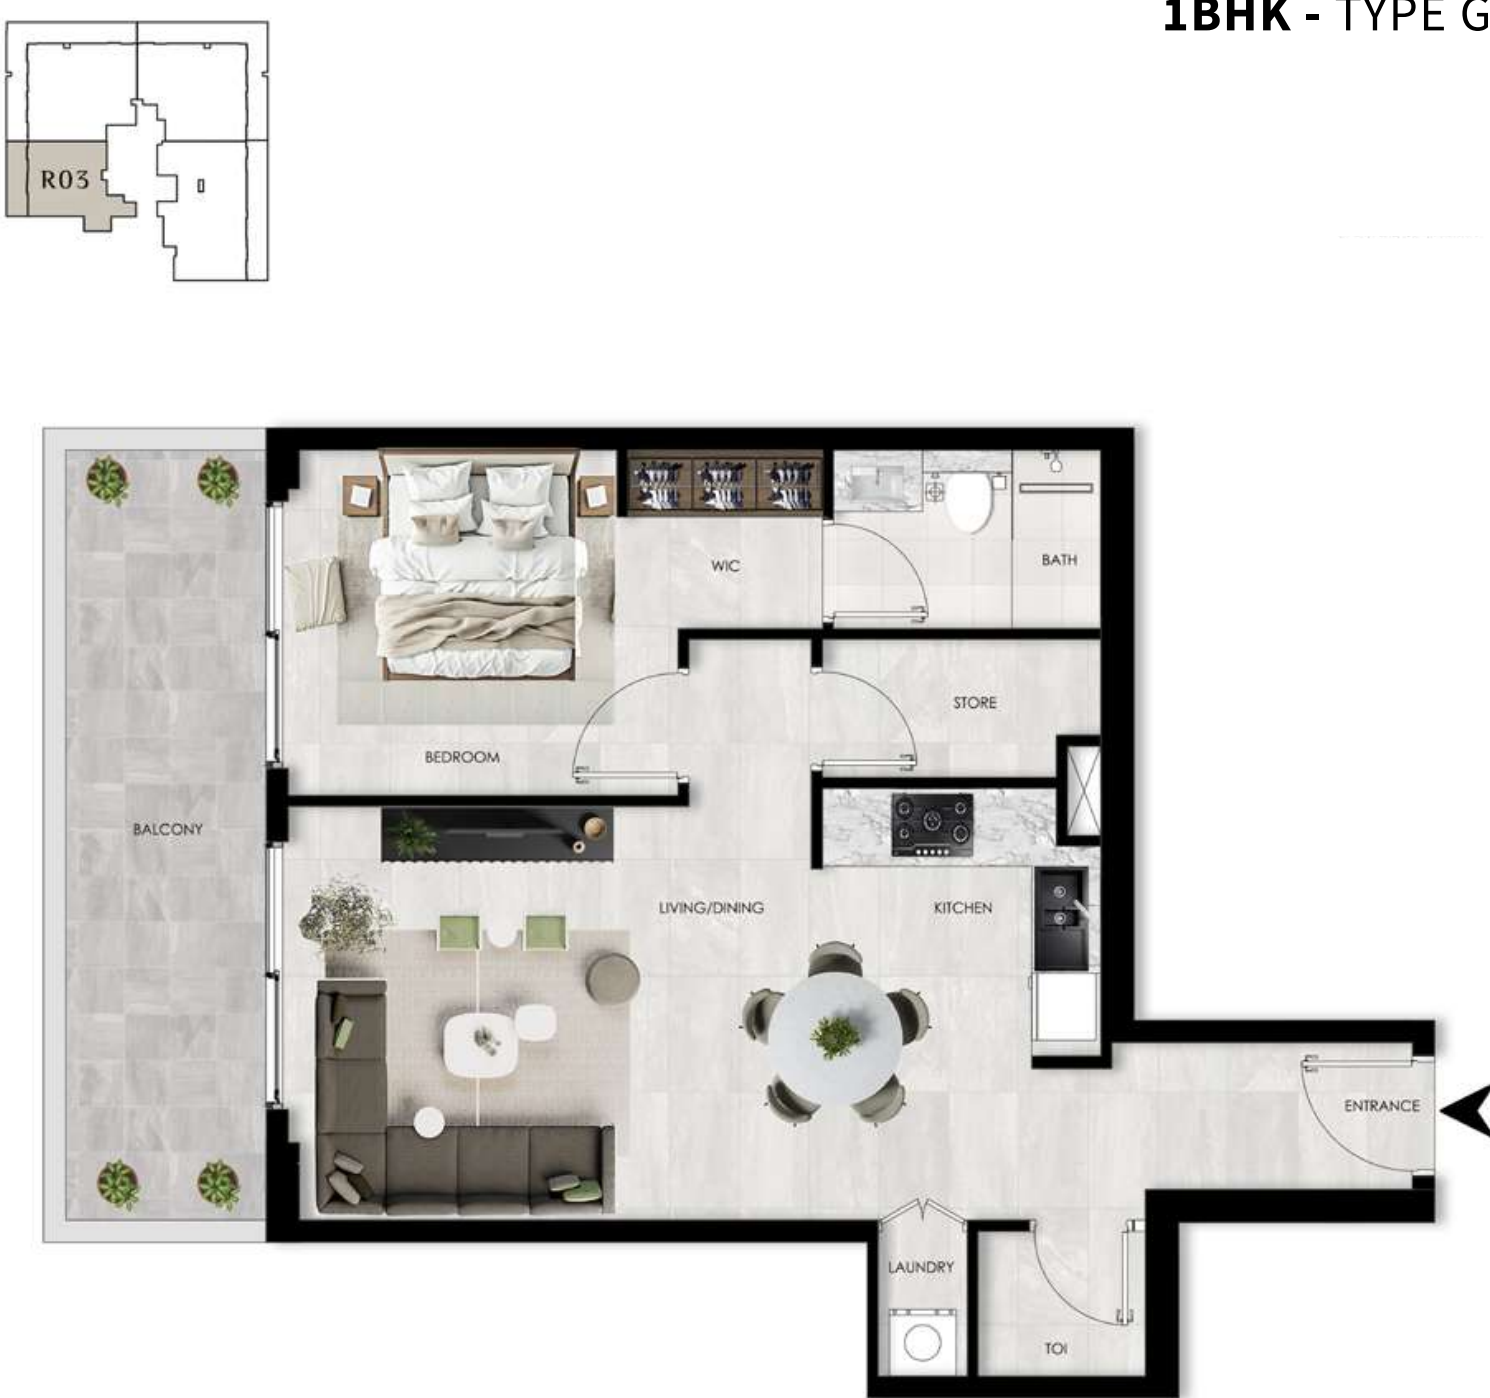 1BHK - TYPE G
R03
WIC
BATH
STORE
BEDROOM
BALCONY
LIVING/DINING
KITCHEN
ENTRANCE
LAUNDRY
TOI